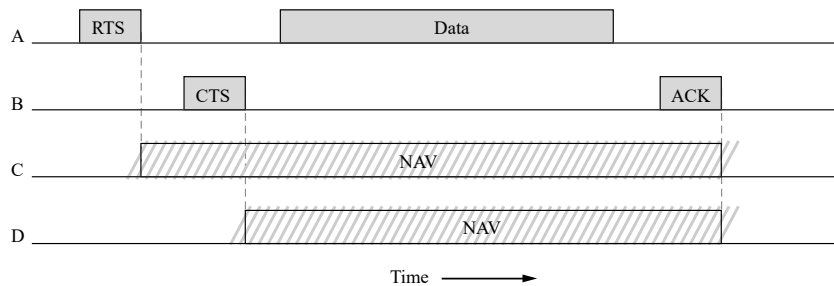 A RTS Data
B CTS ACK
C NAV
D NAV
Time